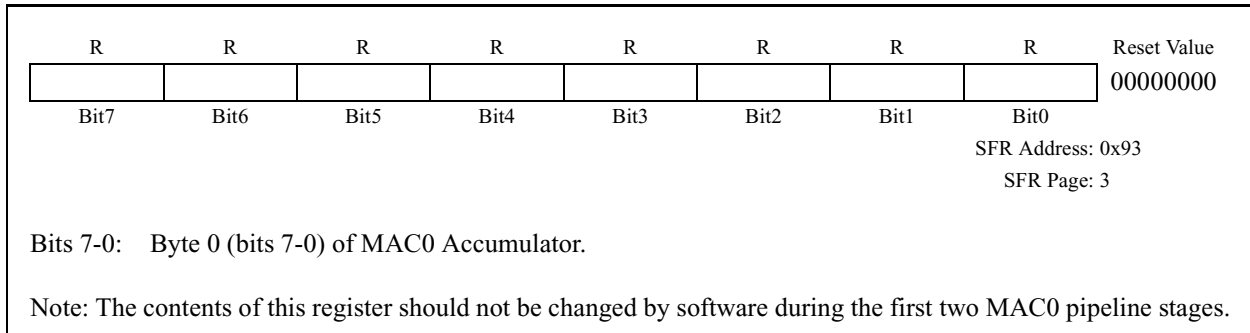 R R R R R R R R Reset Value
00000000
Bit7 Bit6 Bit5 Bit4 Bit3 Bit2 Bit1 Bit0
SFR Address: 0x93
SFR Page: 3
Bits 7-0: Byte 0 (bits 7-0) of MAC0 Accumulator.
Note: The contents of this register should not be changed by software during the first two MAC0 pipeline stages.